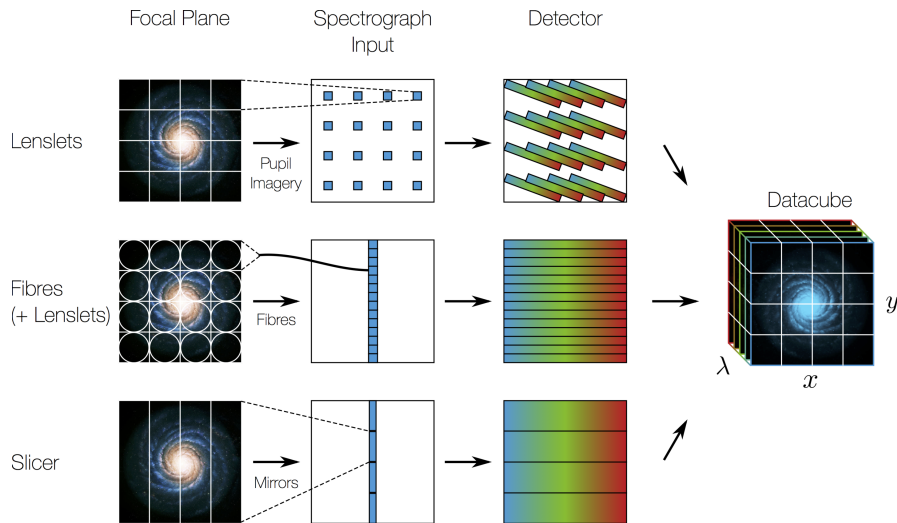 Focal Plane
Spectrograph
Input
Detector
Lenslets
Pupil
Imagery
Datacube
Fibres
(+ Lenslets)
Fibres
y
λ
x
Slicer
Mirrors